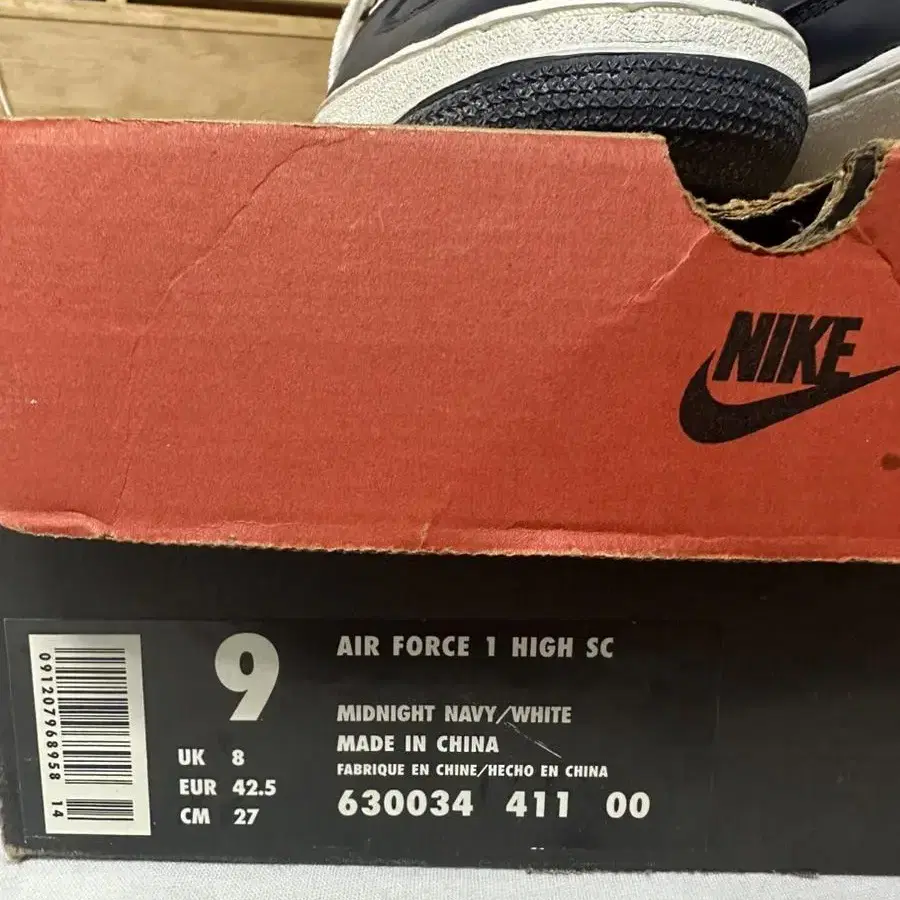 NIKE
091207968958 14
9
UK 8
EUR 42.5
CM 27
AIR FORCE 1 HIGH SC
MIDNIGHT NAVY/WHITE
MADE IN CHINA
FABRIQUE EN CHINE/HECHO EN CHINA
630034 411 00